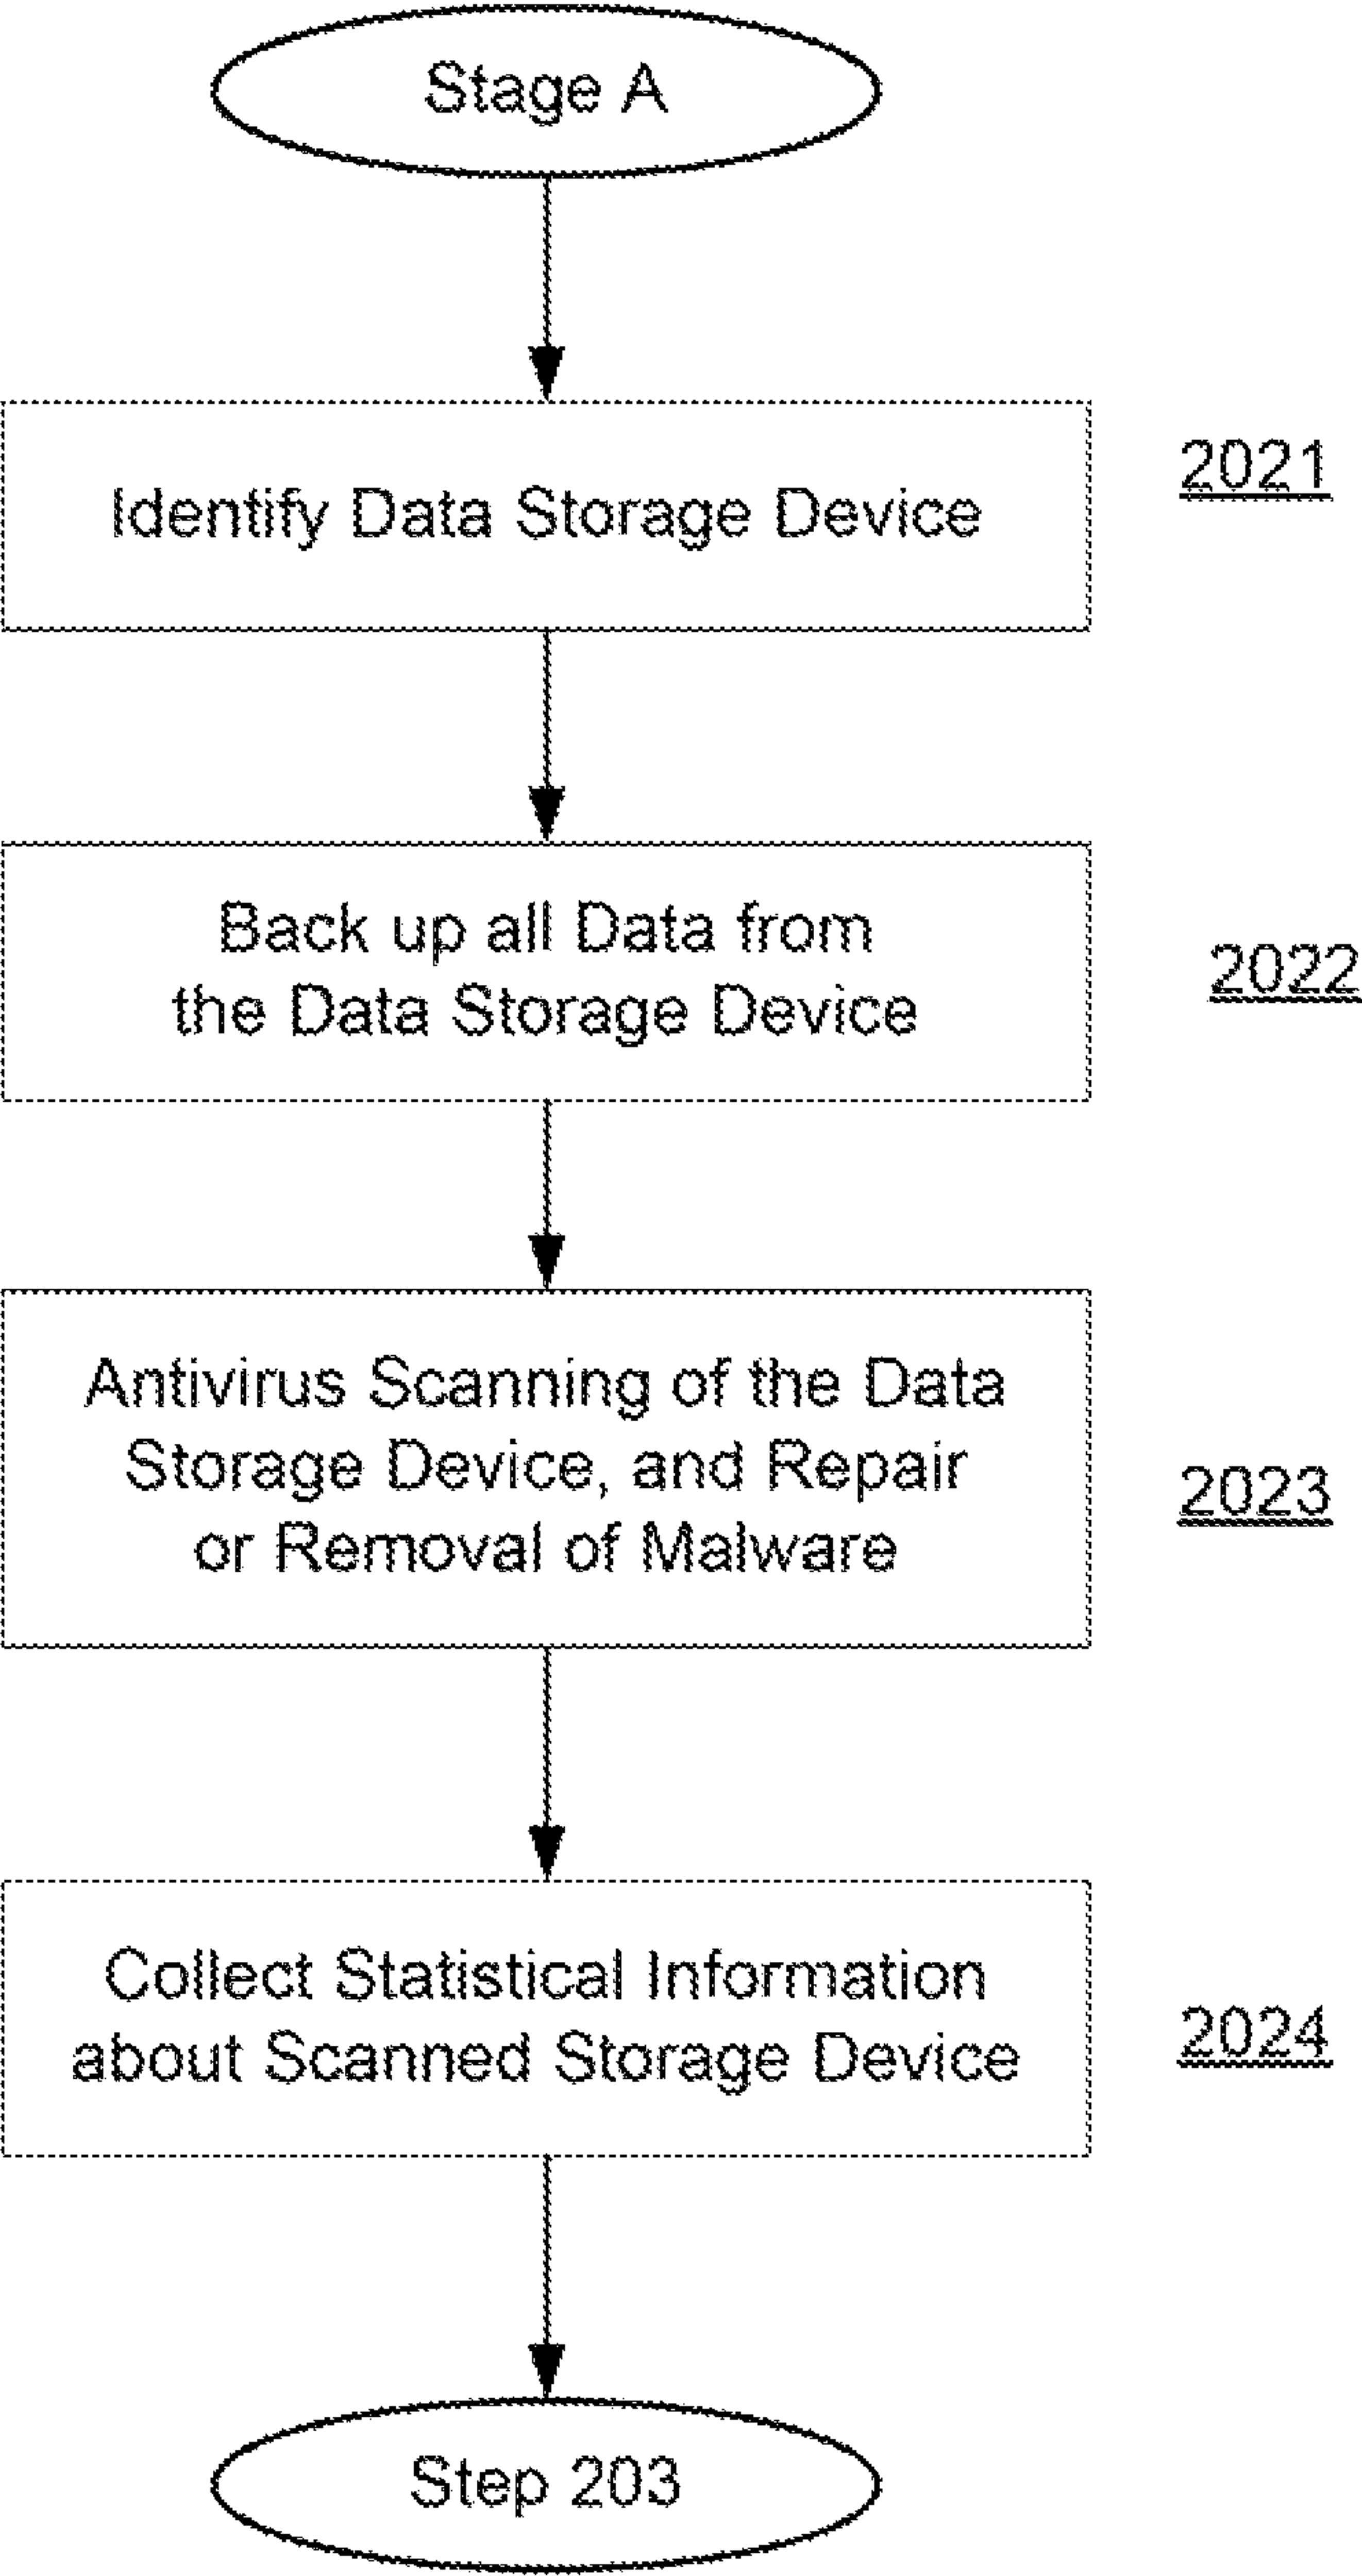 Stage A
Identify Data Storage Device
2021
Back up all Data from
the Data Storage Device
2022
Antivirus Scanning of the Data
Storage Device, and Repair
or Removal of Malware
2023
Collect Statistical Information
about Scanned Storage Device
2024
Step 203